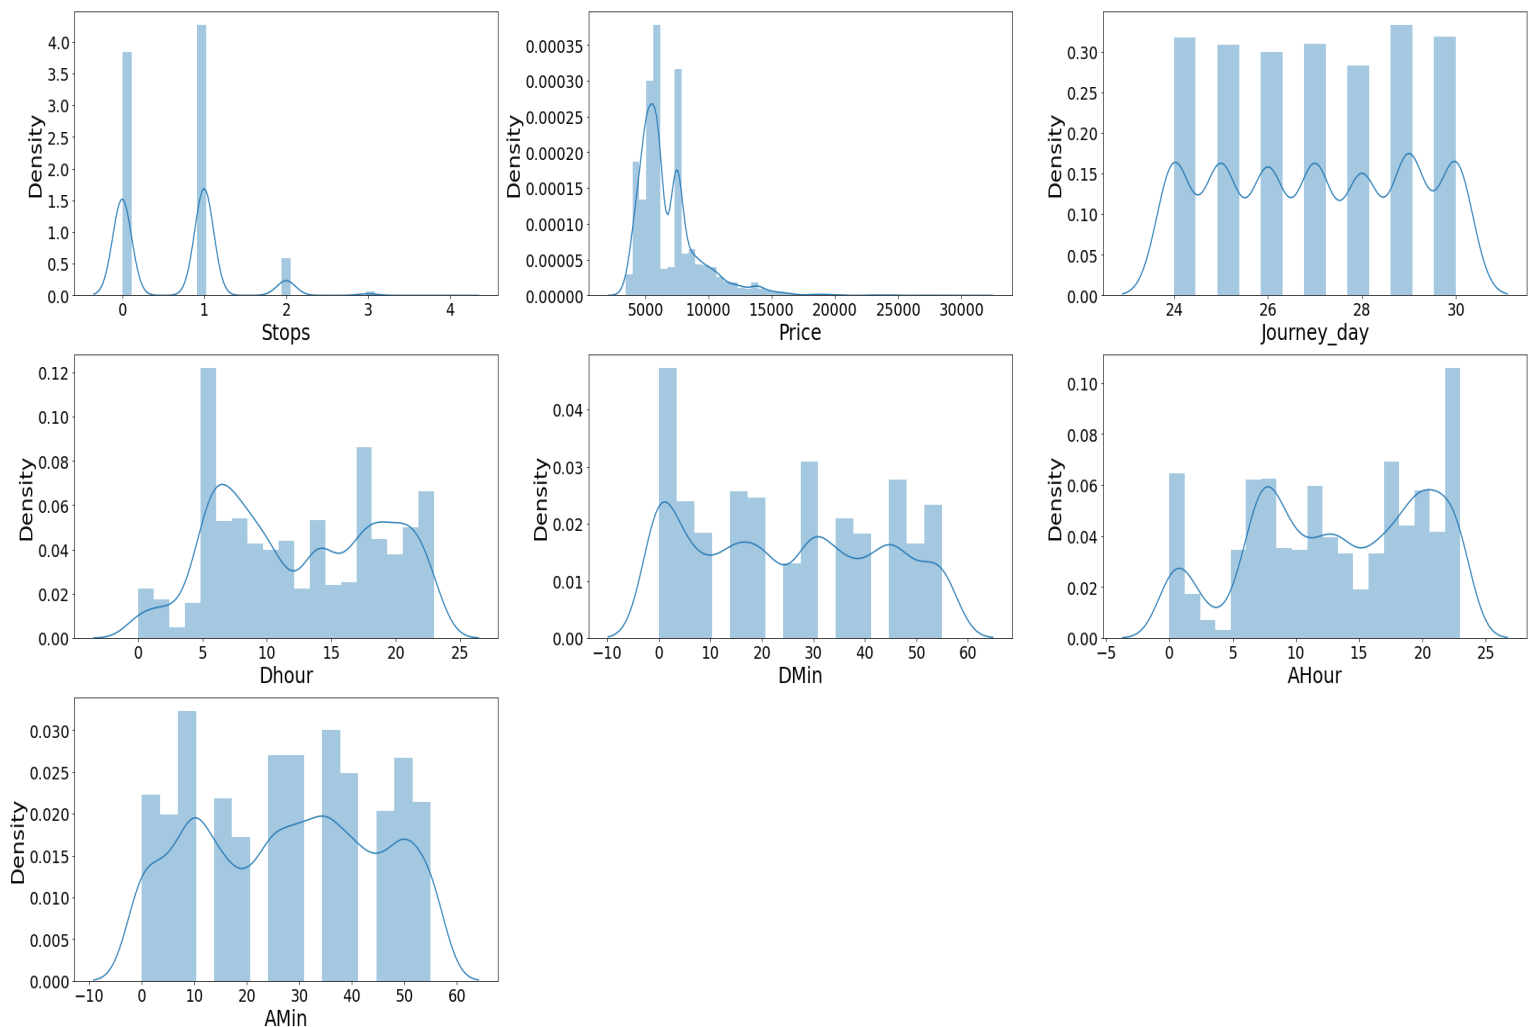 Density
4.0
3.5
3.0
2.5
2.0
1.5
1.0
0.5
0.0
0 1 2 3 4
Stops
Density
0.00035
0.00030
0.00025
0.00020
0.00015
0.00010
0.00005
0.00000
5000 10000 15000 20000 25000 30000
Price
Density
0.30
0.25
0.20
0.15
0.10
0.05
0.00
24 26 28 30
Journey_day
Density
0.12
0.10
0.08
0.06
0.04
0.02
0.00
0 5 10 15 20 25
Dhour
Density
0.04
0.03
0.02
0.01
0.00
−10 0 10 20 30 40 50 60
DMin
Density
0.10
0.08
0.06
0.04
0.02
0.00
−5 0 5 10 15 20 25
AHour
Density
0.030
0.025
0.020
0.015
0.010
0.005
0.000
−10 0 10 20 30 40 50 60
AMin